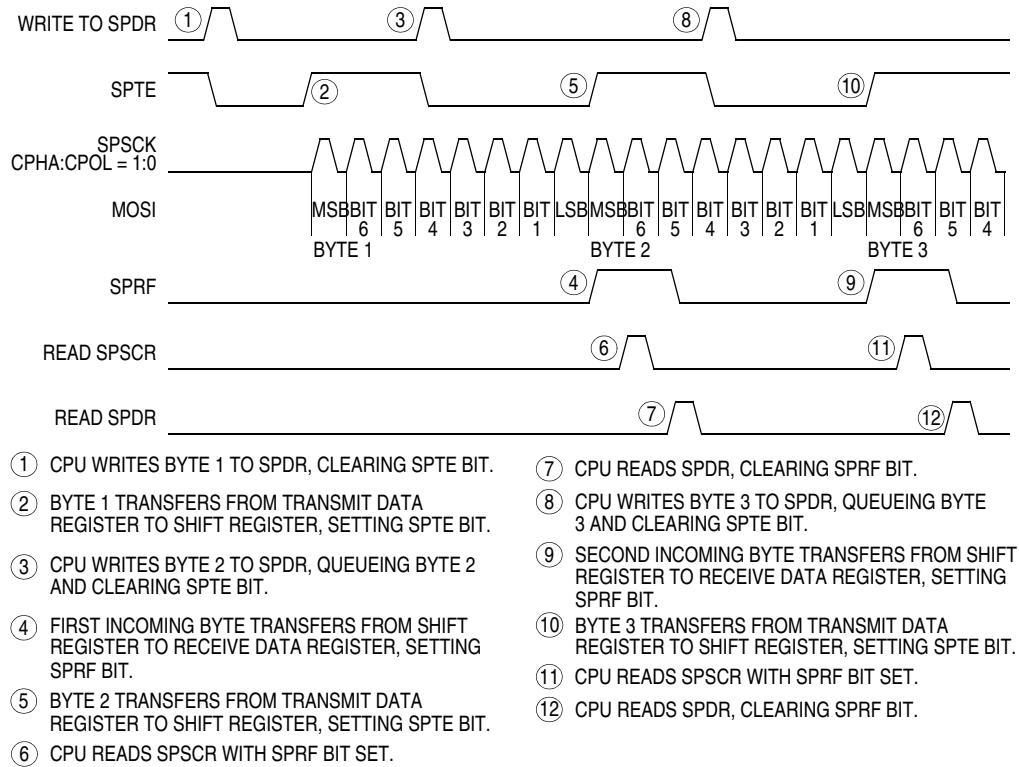 WRITE TO SPDR
1
3
8
SPTE
2
5
10
SPSCK
CPHA:CPOL = 1:0
MOSI
MSB BIT 6 BIT 5 BIT 4 BIT 3 BIT 2 BIT 1 LSB MSB BIT 6 BIT 5 BIT 4 BIT 3 BIT 2 BIT 1 LSB MSB BIT 6 BIT 5 BIT 4
BYTE 1 BYTE 2 BYTE 3
SPRF
4
9
READ SPSCR
6
11
READ SPDR
7
12
1 CPU WRITES BYTE 1 TO SPDR, CLEARING SPTE BIT.
2 BYTE 1 TRANSFERS FROM TRANSMIT DATA
REGISTER TO SHIFT REGISTER, SETTING SPTE BIT.
3 CPU WRITES BYTE 2 TO SPDR, QUEUEING BYTE 2
AND CLEARING SPTE BIT.
4 FIRST INCOMING BYTE TRANSFERS FROM SHIFT
REGISTER TO RECEIVE DATA REGISTER, SETTING
SPRF BIT.
5 BYTE 2 TRANSFERS FROM TRANSMIT DATA
REGISTER TO SHIFT REGISTER, SETTING SPTE BIT.
6 CPU READS SPSCR WITH SPRF BIT SET.
7 CPU READS SPDR, CLEARING SPRF BIT.
8 CPU WRITES BYTE 3 TO SPDR, QUEUEING BYTE
3 AND CLEARING SPTE BIT.
9 SECOND INCOMING BYTE TRANSFERS FROM SHIFT
REGISTER TO RECEIVE DATA REGISTER, SETTING
SPRF BIT.
10 BYTE 3 TRANSFERS FROM TRANSMIT DATA
REGISTER TO SHIFT REGISTER, SETTING SPTE BIT.
11 CPU READS SPSCR WITH SPRF BIT SET.
12 CPU READS SPDR, CLEARING SPRF BIT.